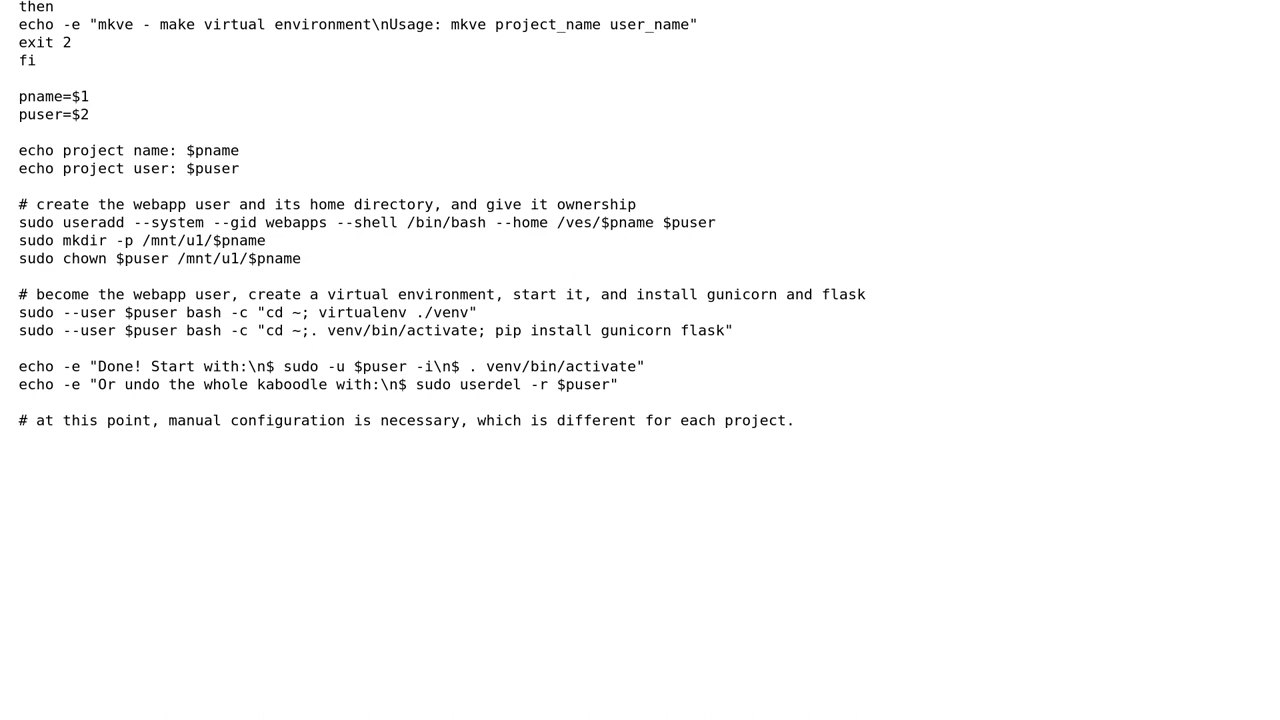 then
echo -e "mkve - make virtual environment\nUsage: mkve project_name user_name"
exit 2
fi

pname=$1
puser=$2

echo project name: $pname
echo project user: $puser

# create the webapp user and its home directory, and give it ownership
sudo useradd --system --gid webapps --shell /bin/bash --home /ves/$pname $puser
sudo mkdir -p /mnt/u1/$pname
sudo chown $puser /mnt/u1/$pname

# become the webapp user, create a virtual environment, start it, and install gunicorn and flask
sudo --user $puser bash -c "cd ~; virtualenv ./venv"
sudo --user $puser bash -c "cd ~;. venv/bin/activate; pip install gunicorn flask"

echo -e "Done! Start with:\n$ sudo -u $puser -i\n$ . venv/bin/activate"
echo -e "Or undo the whole kaboodle with:\n$ sudo userdel -r $puser"

# at this point, manual configuration is necessary, which is different for each project.